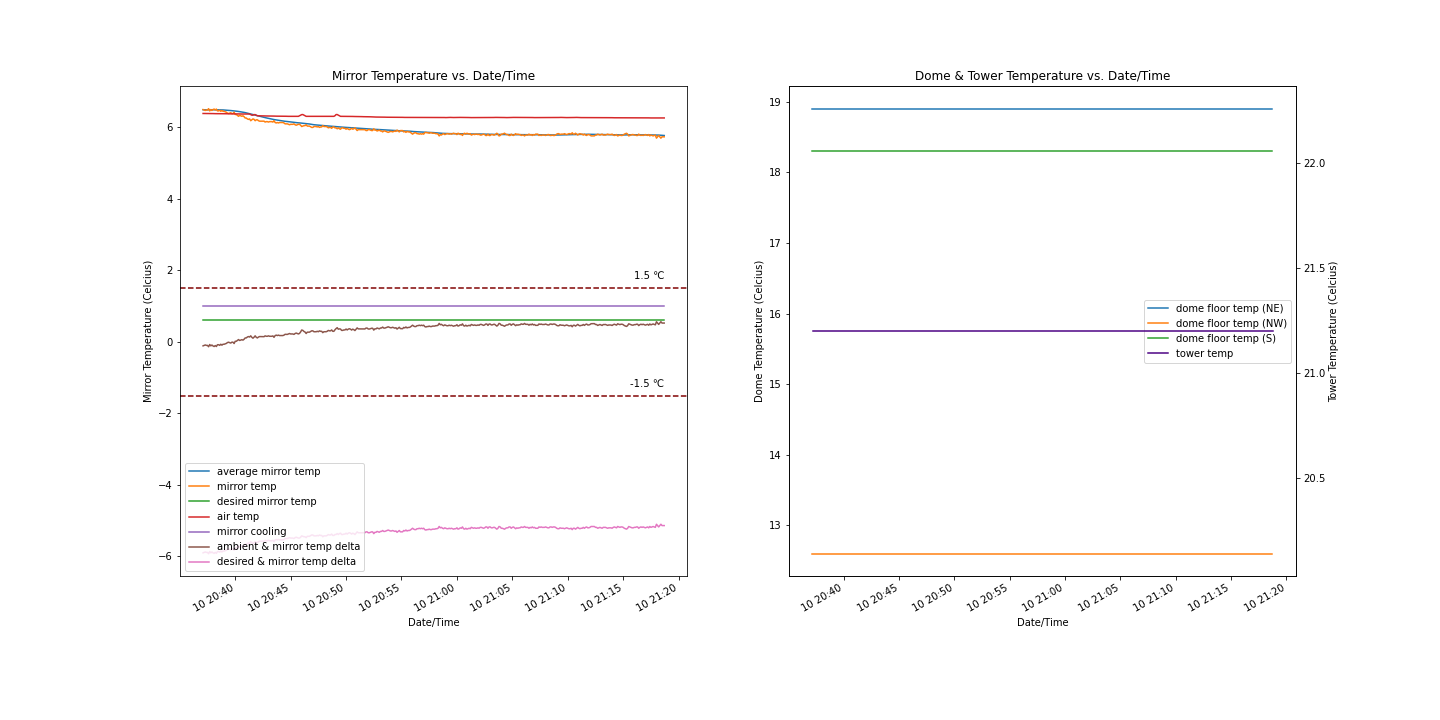 Mirror Temperature vs. Date/Time
Mirror Temperature (Celcius)
6
4
2
0
−2
−4
−6
1.5 °C
-1.5 °C
average mirror temp
mirror temp
desired mirror temp
air temp
mirror cooling
ambient & mirror temp delta
desired & mirror temp delta
10 20:40
10 20:45
10 20:50
10 20:55
10 21:00
10 21:05
10 21:10
10 21:15
10 21:20
Date/Time
Dome & Tower Temperature vs. Date/Time
Dome Temperature (Celcius)
19
18
17
16
15
14
13
dome floor temp (NE)
dome floor temp (NW)
dome floor temp (S)
tower temp
22.0
21.5
21.0
20.5
Tower Temperature (Celcius)
10 20:40
10 20:45
10 20:50
10 20:55
10 21:00
10 21:05
10 21:10
10 21:15
10 21:20
Date/Time